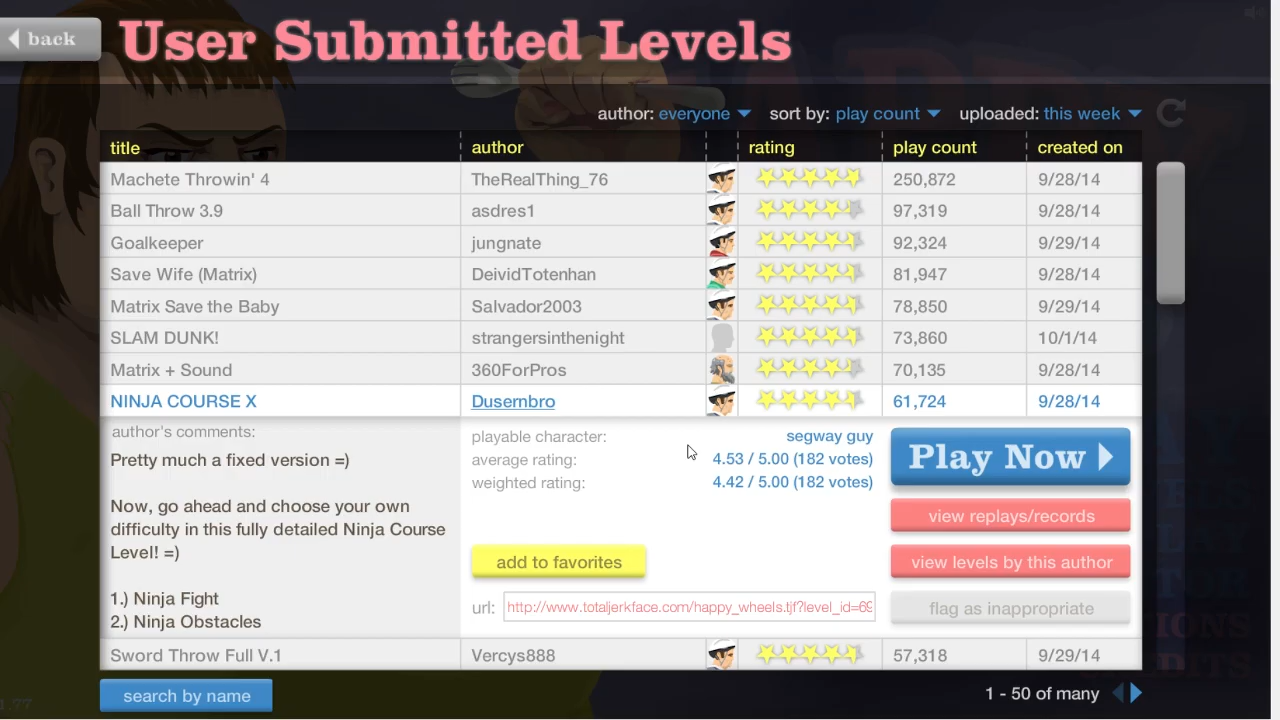 back
User Submitted Levels
author: everyone sort by: play count uploaded: this week
title author rating play count created on
Machete Throwin' 4 TheRealThing_76 250,872 9/28/14
Ball Throw 3.9 asdres1 97,319 9/28/14
Goalkeeper jungnate 92,324 9/29/14
Save Wife (Matrix) DeividTotenhan 81,947 9/28/14
Matrix Save the Baby Salvador2003 78,850 9/29/14
SLAM DUNK! strangersinthenight 73,860 10/1/14
Matrix + Sound 360ForPros 70,135 9/28/14
NINJA COURSE X Dusernbro 61,724 9/28/14
author's comments:
Pretty much a fixed version =)
Now, go ahead and choose your own
difficulty in this fully detailed Ninja Course
Level! =)
1.) Ninja Fight
2.) Ninja Obstacles
playable character: segway guy
average rating: 4.53 / 5.00 (182 votes)
weighted rating: 4.42 / 5.00 (182 votes)
add to favorites
url: http://www.totaljerkface.com/happy_wheels.tjf?level_id=69
Play Now
view replays/records
view levels by this author
flag as inappropriate
Sword Throw Full V.1 Vercys888 57,318 9/29/14
search by name
1 - 50 of many
1.77